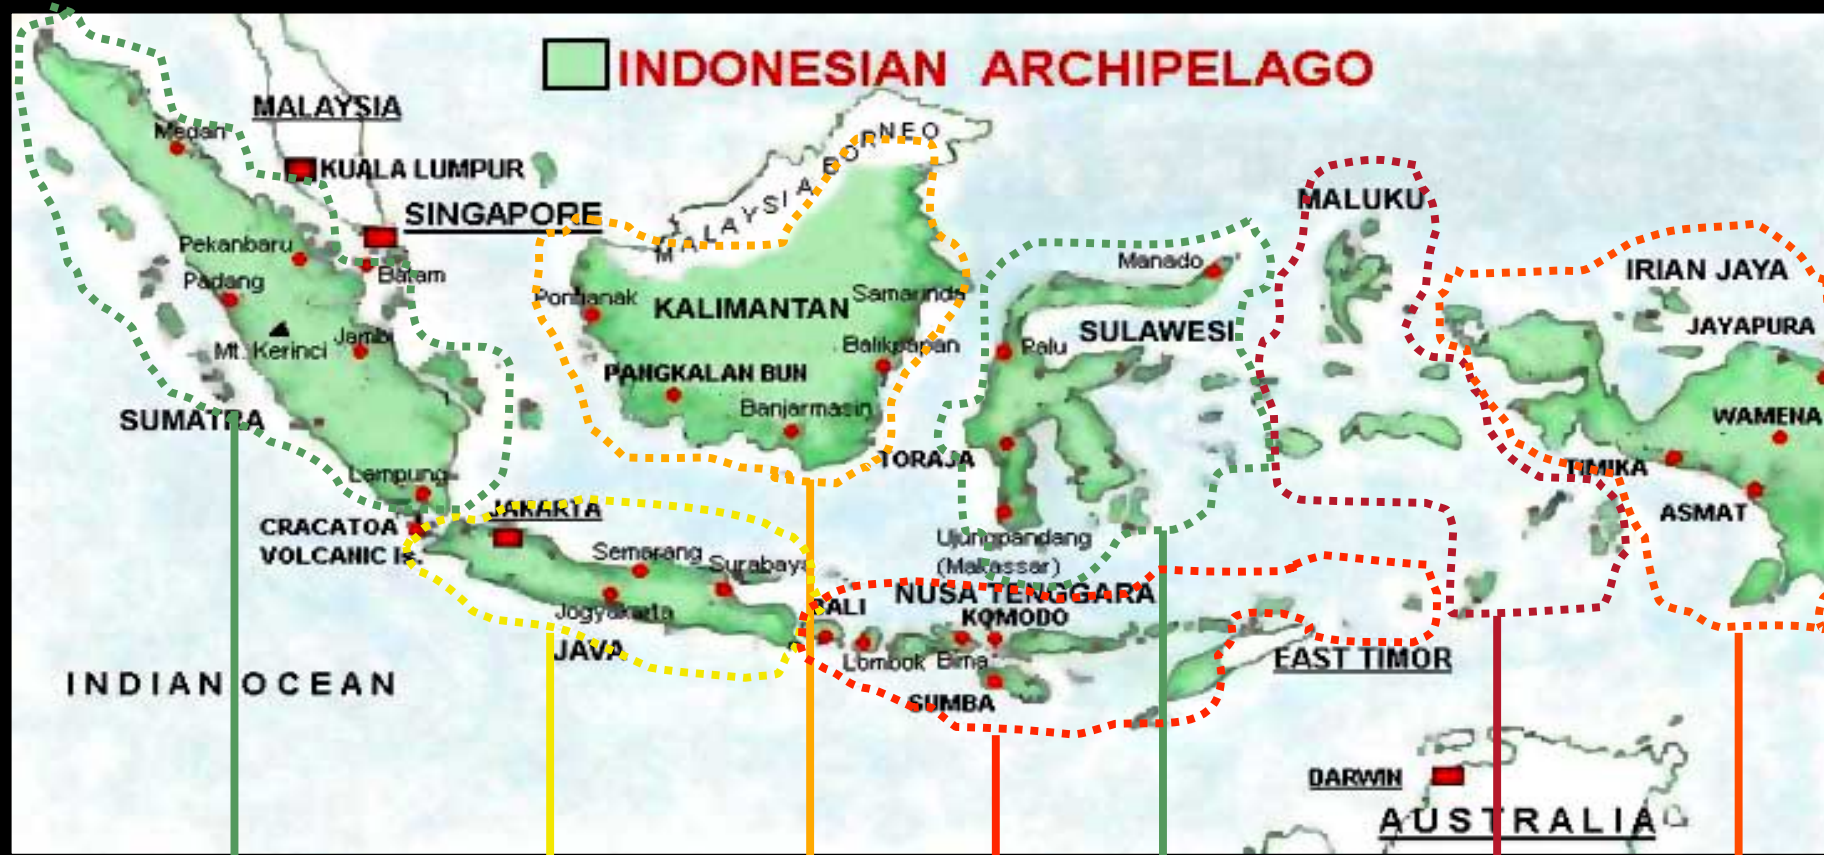 INDONESIAN ARCHIPELAGO
MALAYSIA
Medan
KUALA LUMPUR
SINGAPORE
MALAYSIA BORNEO
MALUKU
Pekanbaru
Padang
Batam
Mt. Kerinci
Jambi
SUMATRA
Lampung
Pontianak
KALIMANTAN
Samarinda
Balikpapan
PANGKALAN BUN
Banjarmasin
Manado
SULAWESI
Palu
TORAJA
Ujungpandang
(Makassar)
IRIAN JAYA
JAYAPURA
WAMENA
TIMIKA
ASMAT
CRACATOA
VOLCANIC Is.
JAKARTA
Semarang
Surabaya
Jogyakarta
JAVA
BALI
NUSA TENGGARA
KOMODO
Lombok
Bima
SUMBA
EAST TIMOR
INDIAN OCEAN
DARWIN
AUSTRALIA